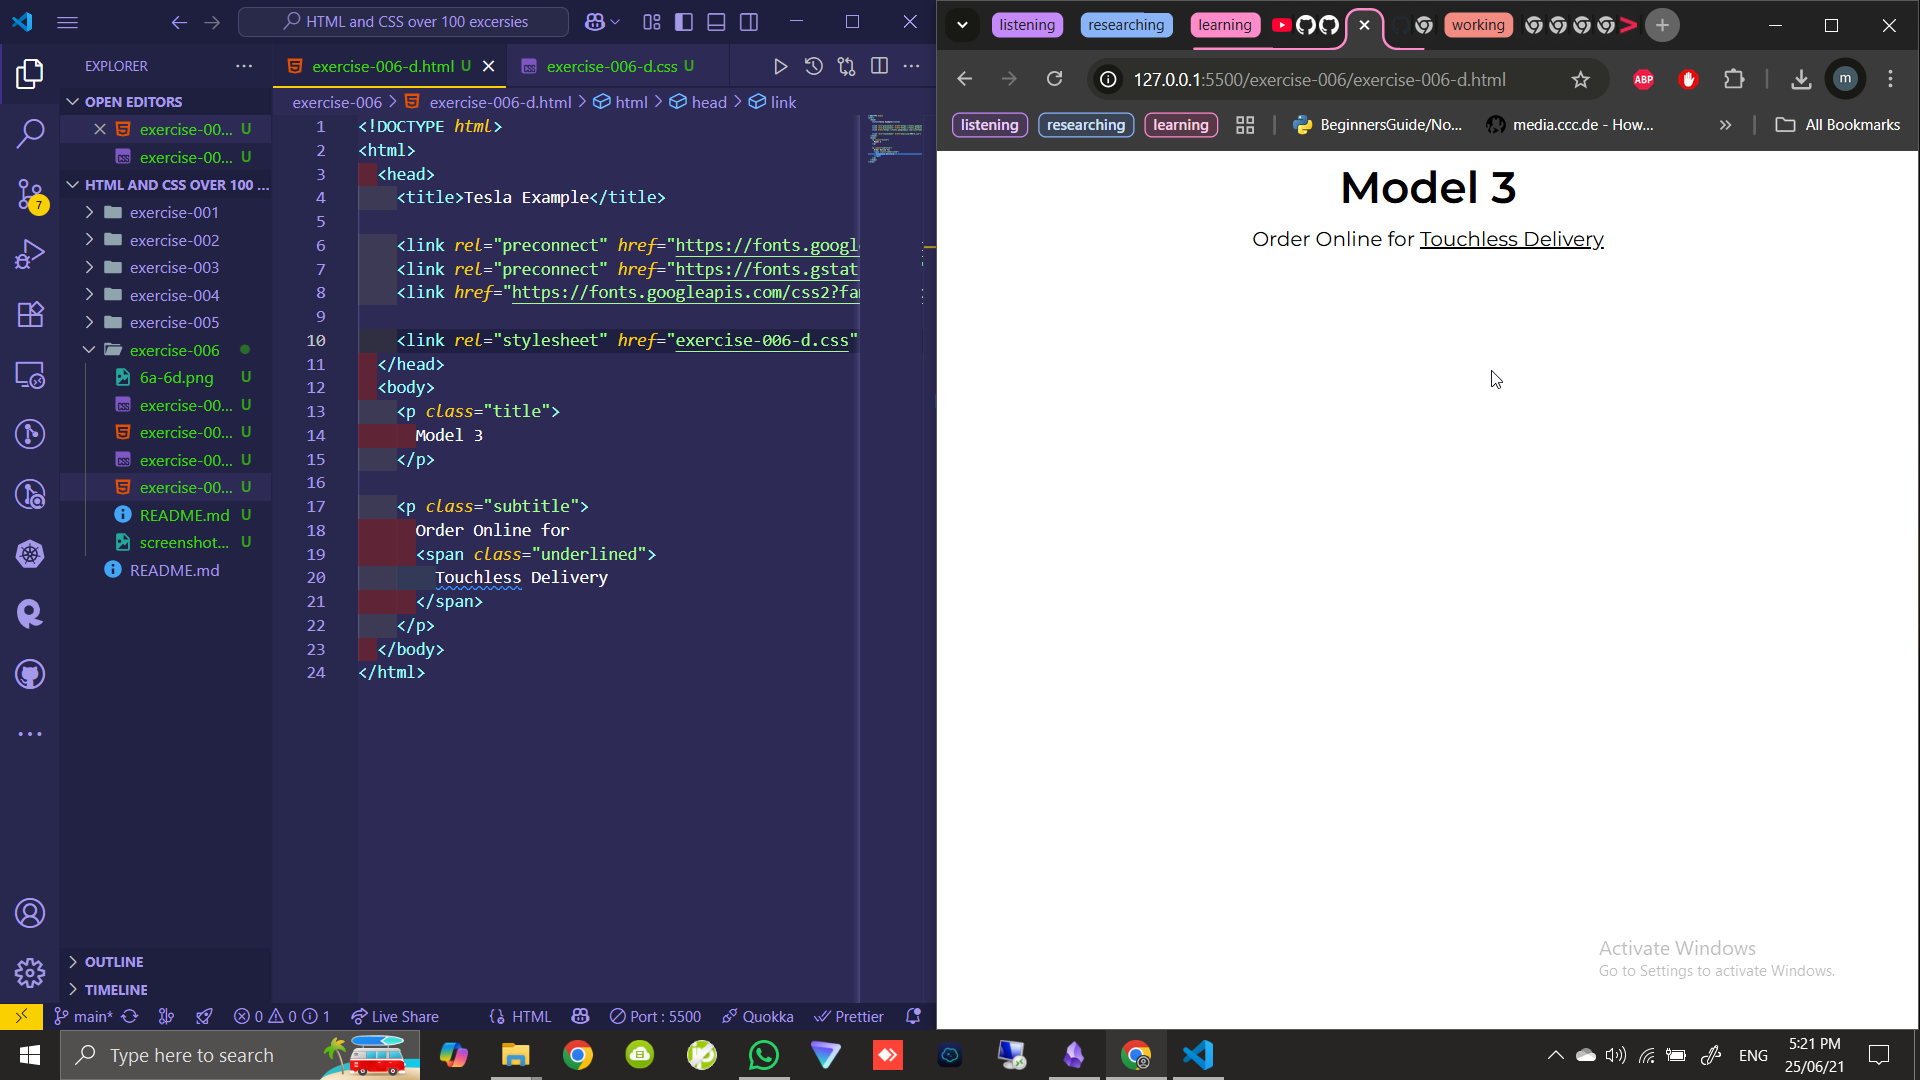 HTML and CSS over 100 excersies
EXPLORER
OPEN EDITORS
exercise-00... U
exercise-00... U
HTML AND CSS OVER 100 ...
exercise-001
exercise-002
exercise-003
exercise-004
exercise-005
exercise-006
6a-6d.png U
exercise-00... U
exercise-00... U
exercise-00... U
exercise-00... U
README.md U
screenshot... U
README.md
OUTLINE
TIMELINE
7
exercise-006-d.html U
exercise-006-d.css U
exercise-006 > exercise-006-d.html > html > head > link
1 <!DOCTYPE html>
2 <html>
3 <head>
4 <title>Tesla Example</title>
5
6 <link rel="preconnect" href="https://fonts.googl
7 <link rel="preconnect" href="https://fonts.gstat
8 <link href="https://fonts.googleapis.com/css2?fa
9
10 <link rel="stylesheet" href="exercise-006-d.css"
11 </head>
12 <body>
13 <p class="title">
14 Model 3
15 </p>
16
17 <p class="subtitle">
18 Order Online for
19 <span class="underlined">
20 Touchless Delivery
21 </span>
22 </p>
23 </body>
24 </html>
main* 0 0 1 Live Share HTML Port : 5500 Quokka Prettier
listening researching learning working
127.0.0.1:5500/exercise-006/exercise-006-d.html
ABP
m
listening researching learning BeginnersGuide/No... media.ccc.de - How... All Bookmarks
Model 3
Order Online for Touchless Delivery
Activate Windows
Go to Settings to activate Windows.
Type here to search
ENG
5:21 PM
25/06/21